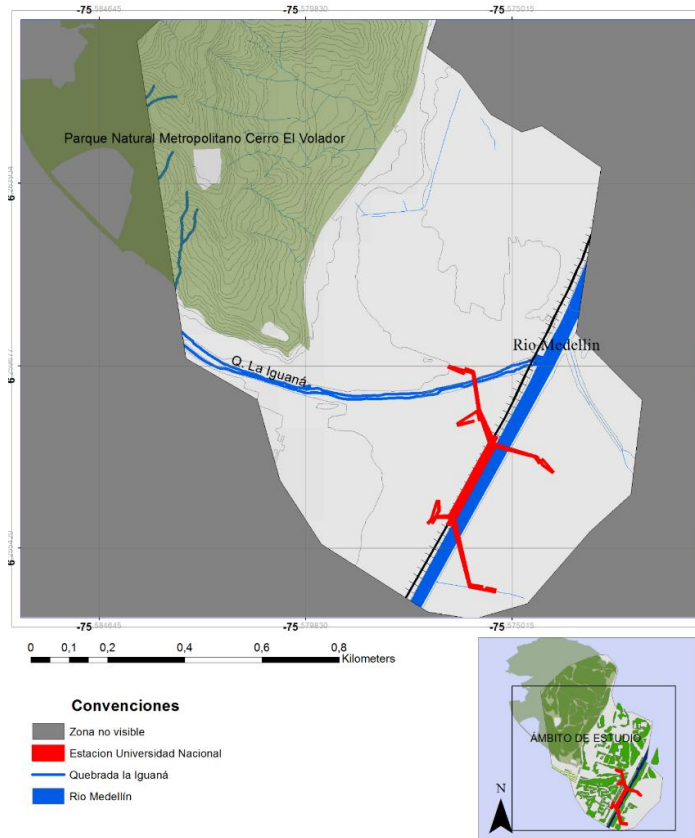 -75,584645 -75,579830 -75,575015
Parque Natural Metropolitano Cerro El Volador
Rio Medellín
Q. La Iguaná
-75,584645 -75,579830 -75,575015
0 0,1 0,2 0,4 0,6 0,8
Kilometers
Convenciones
Zona no visible
Estacion Universidad Nacional
Quebrada la Iguaná
Rio Medellín
ÁMBITO DE ESTUDIO
N